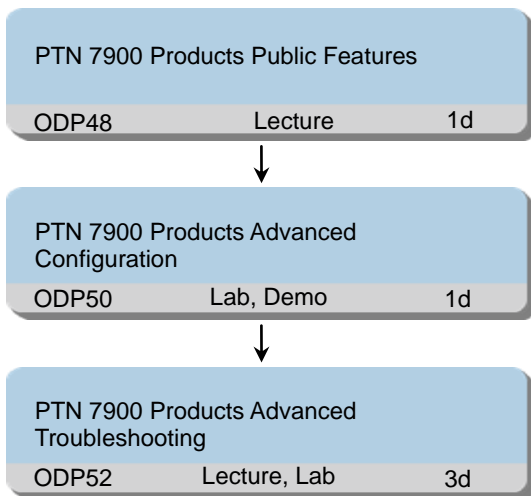 PTN 7900 Products Public Features
ODP48 Lecture 1d
PTN 7900 Products Advanced
Configuration
ODP50 Lab, Demo 1d
PTN 7900 Products Advanced
Troubleshooting
ODP52 Lecture, Lab 3d